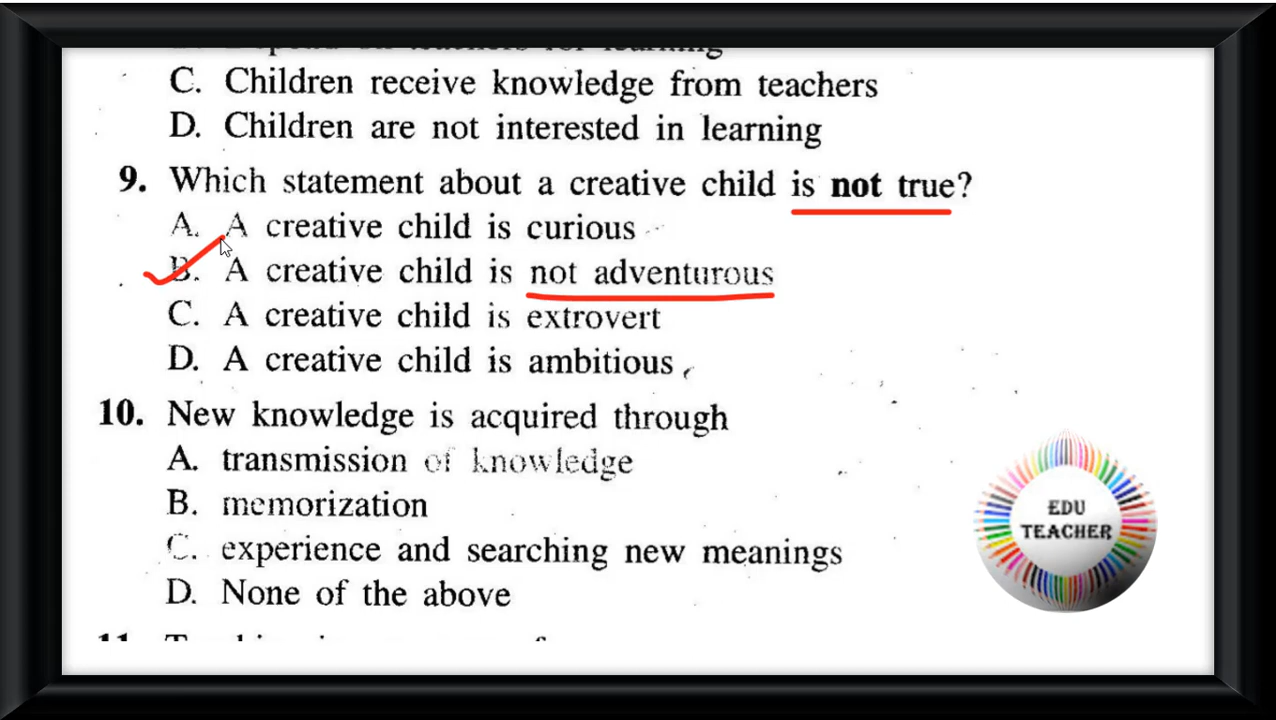 for learning
C. Children receive knowledge from teachers
D. Children are not interested in learning
9. Which statement about a creative child is not true?
A. A creative child is curious
B. A creative child is not adventurous
C. A creative child is extrovert
D. A creative child is ambitious
10. New knowledge is acquired through
A. transmission of knowledge
B. memorization
C. experience and searching new meanings
D. None of the above
EDU
TEACHER